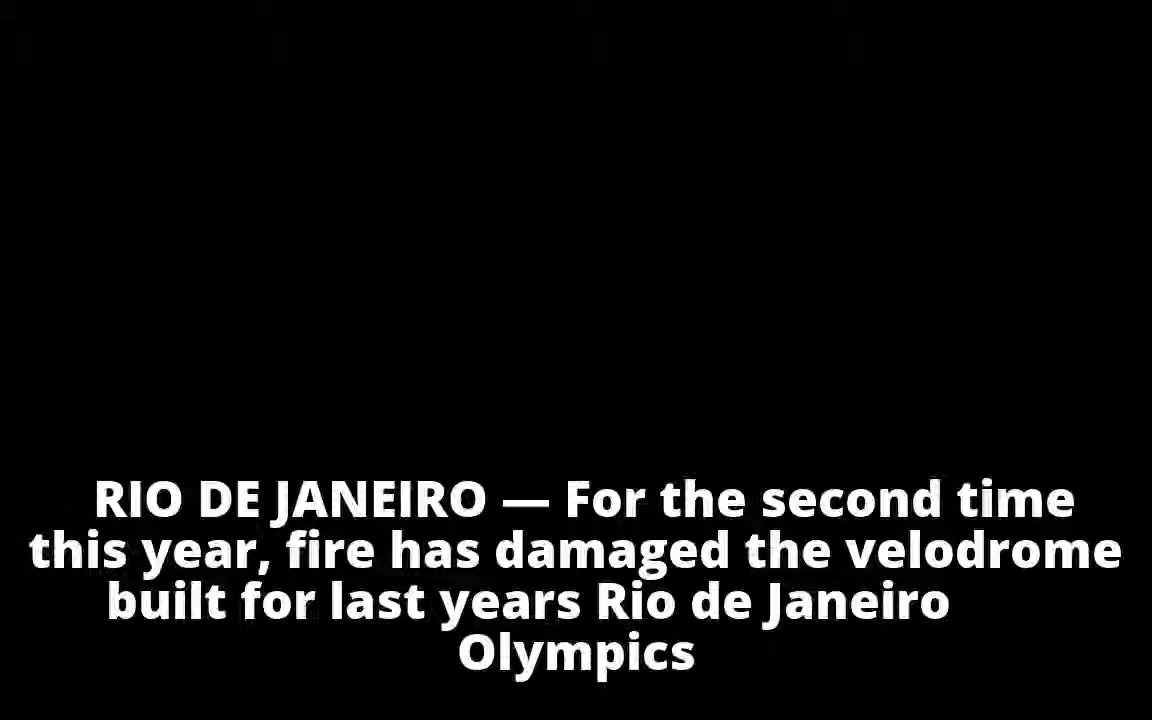 RIO DE JANEIRO — For the second time
this year, fire has damaged the velodrome
built for last years Rio de Janeiro
Olympics